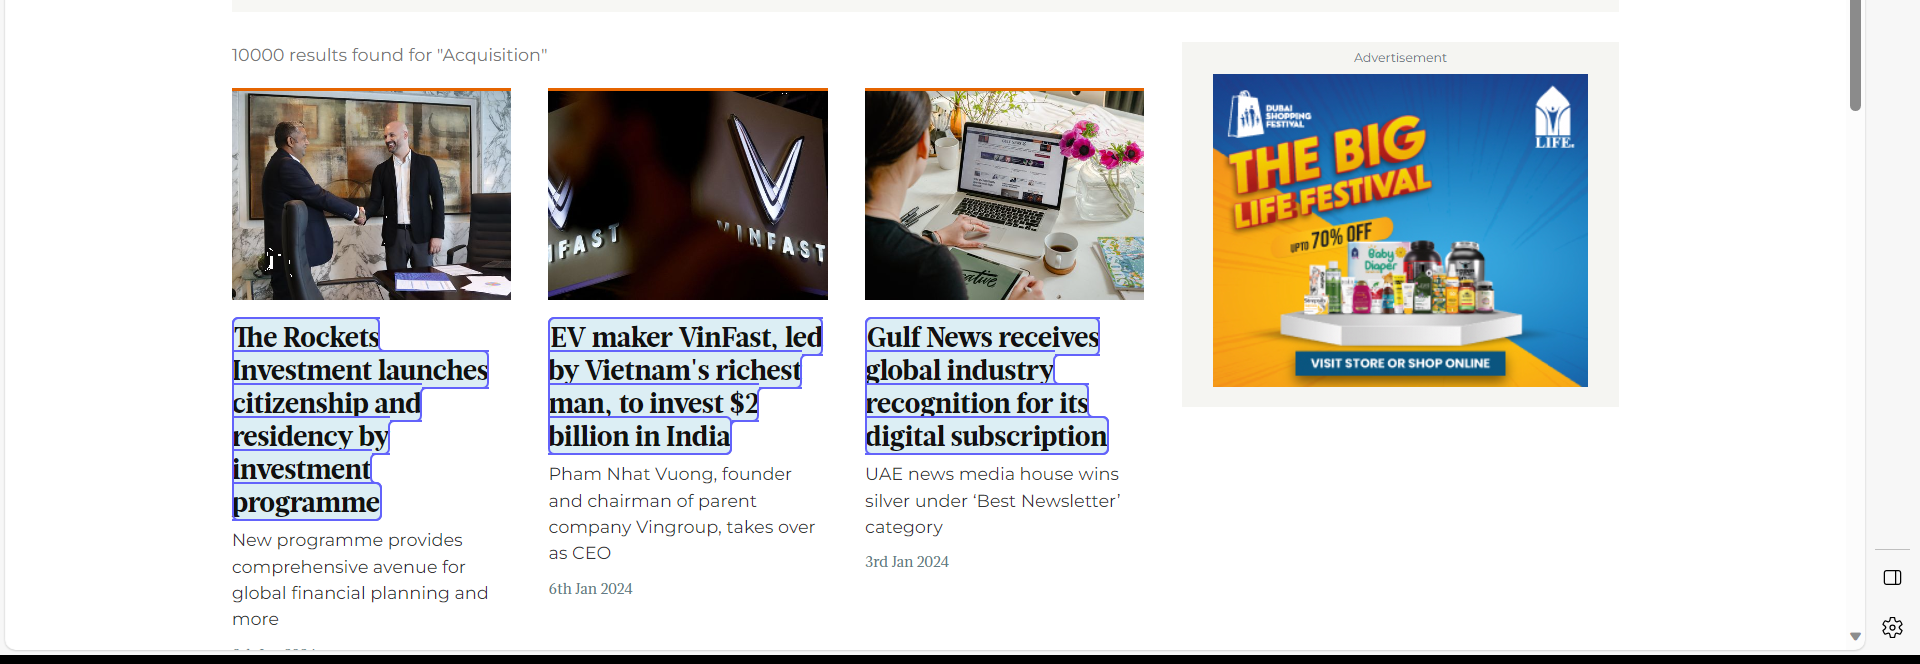 10000 results found for "Acquisition"
VINFAST
The Rockets
Investment launches
citizenship and
residency by
investment
programme
New programme provides
comprehensive avenue for
global financial planning and
more
EV maker VinFast, led
by Vietnam's richest
man, to invest $2
billion in India
Pham Nhat Vuong, founder
and chairman of parent
company Vingroup, takes over
as CEO
6th Jan 2024
Gulf News receives
global industry
recognition for its
digital subscription
UAE news media house wins
silver under ‘Best Newsletter’
category
3rd Jan 2024
Advertisement
DUBAI
SHOPPING
FESTIVAL
LIFE.
THE BIG
LIFE FESTIVAL
UPTO 70% OFF
Baby
Diaper
VISIT STORE OR SHOP ONLINE